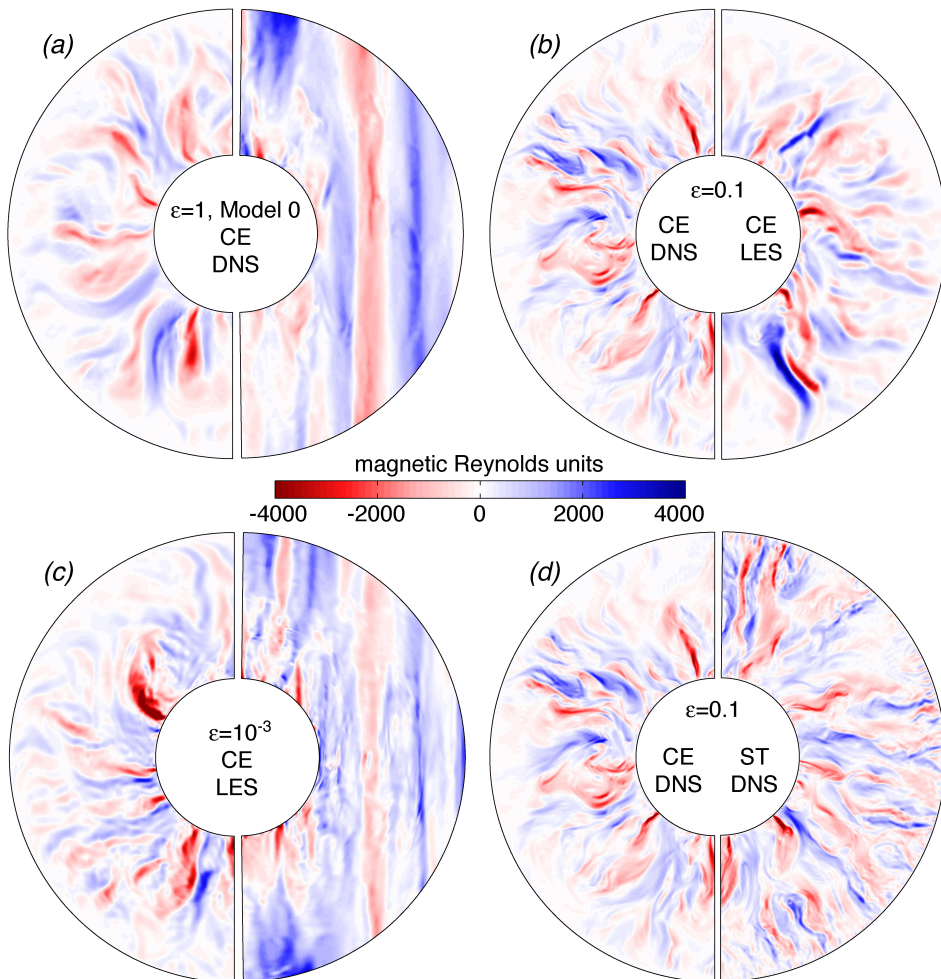 (a)
(b)
ε=1, Model 0
CE
DNS
ε=0.1
CE CE
DNS LES
magnetic Reynolds units
-4000 -2000 0 2000 4000
(c)
(d)
ε=10⁻³
CE
LES
ε=0.1
CE ST
DNS DNS